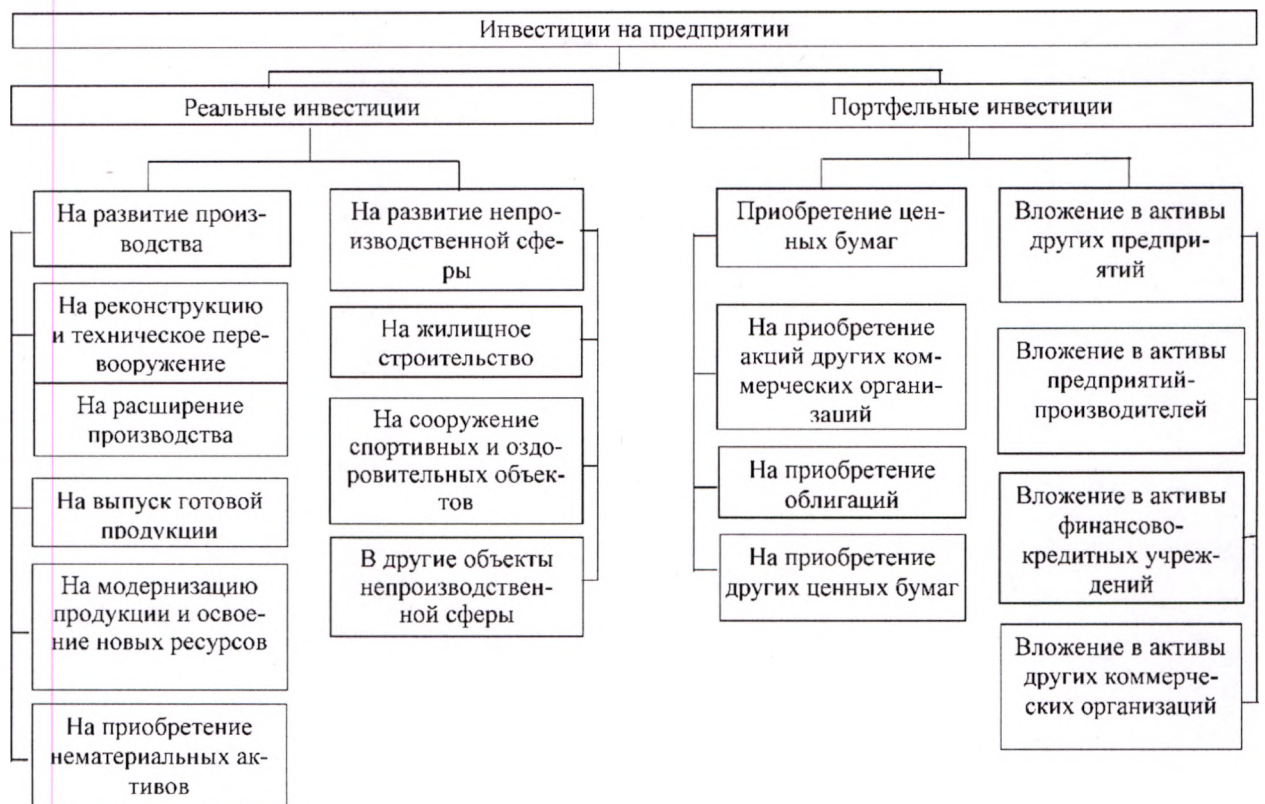 Инвестиции на предприятии
Реальные инвестиции
Портфельные инвестиции
На развитие произ-
водства
На реконструкцию
и техническое пере-
вооружение
На расширение
производства
На выпуск готовой
продукции
На модернизацию
продукции и освое-
ние новых ресурсов
На приобретение
нематериальных ак-
тивов
На развитие непро-
изводственной сфе-
ры
На жилищное
строительство
На сооружение
спортивных и оздо-
ровительных объек-
тов
В другие объекты
непроизводствен-
ной сферы
Приобретение цен-
ных бумаг
На приобретение
акций других ком-
мерческих органи-
заций
На приобретение
облигаций
На приобретение
других ценных бумаг
Вложение в активы
других предпри-
ятий
Вложение в активы
предприятий-
производителей
Вложение в активы
финансово-
кредитных учреж-
дений
Вложение в активы
других коммерче-
ских организаций